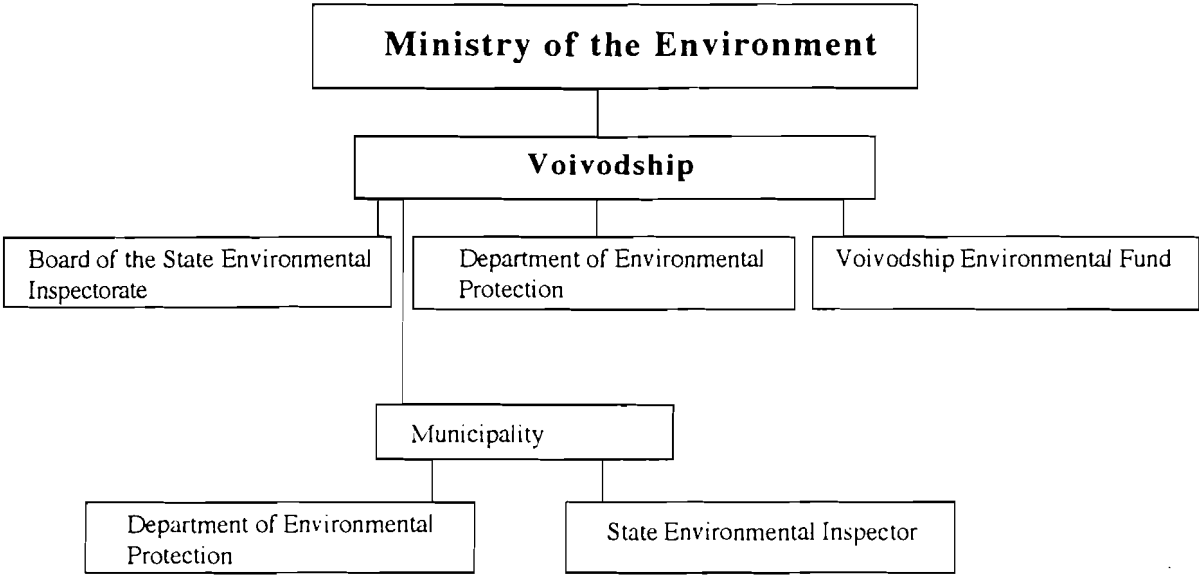 Ministry of the Environment
Voivodship
Board of the State Environmental
Inspectorate
Department of Environmental
Protection
Voivodship Environmental Fund
Municipality
Department of Environmental
Protection
State Environmental Inspector